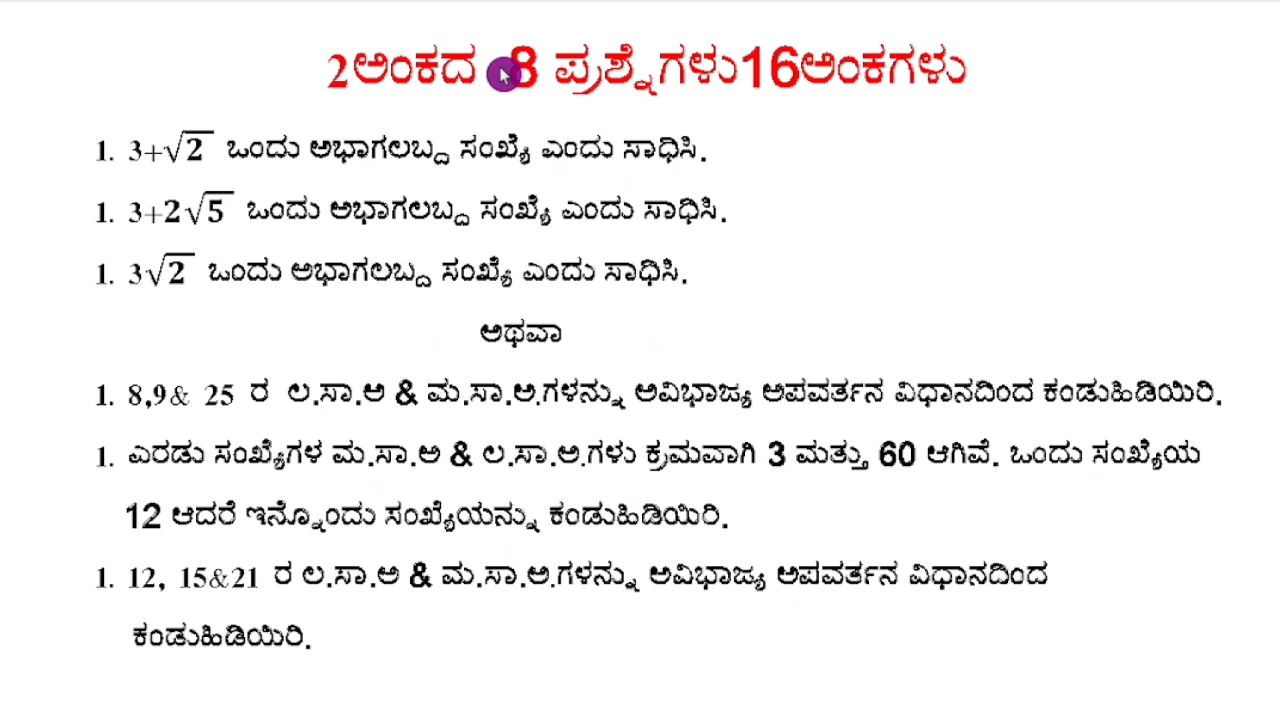 2ಅಂಕದ 8 ಪ್ರಶ್ನೆಗಳು16ಅಂಕಗಳು
1. 3+√2 ಒಂದು ಅಭಾಗಲಬ್ದ ಸಂಖ್ಯೆ ಎಂದು ಸಾಧಿಸಿ.
1. 3+2√5 ಒಂದು ಅಭಾಗಲಬ್ದ ಸಂಖ್ಯೆ ಎಂದು ಸಾಧಿಸಿ.
1. 3√2 ಒಂದು ಅಭಾಗಲಬ್ದ ಸಂಖ್ಯೆ ಎಂದು ಸಾಧಿಸಿ.
ಅಥವಾ
1. 8,9& 25 ರ ಲ.ಸಾ.ಅ & ಮ.ಸಾ.ಅ.ಗಳನ್ನು ಅವಿಭಾಜ್ಯ ಅಪವರ್ತನ ವಿಧಾನದಿಂದ ಕಂಡುಹಿಡಿಯಿರಿ.
1. ಎರಡು ಸಂಖ್ಯೆಗಳ ಮ.ಸಾ.ಅ & ಲ.ಸಾ.ಅ.ಗಳು ಕ್ರಮವಾಗಿ 3 ಮತ್ತು 60 ಆಗಿವೆ. ಒಂದು ಸಂಖ್ಯೆಯ
12 ಆದರೆ ಇನ್ನೊಂದು ಸಂಖ್ಯೆಯನ್ನು ಕಂಡುಹಿಡಿಯಿರಿ.
1. 12, 15&21 ರ ಲ.ಸಾ.ಅ & ಮ.ಸಾ.ಅ.ಗಳನ್ನು ಅವಿಭಾಜ್ಯ ಅಪವರ್ತನ ವಿಧಾನದಿಂದ
ಕಂಡುಹಿಡಿಯಿರಿ.